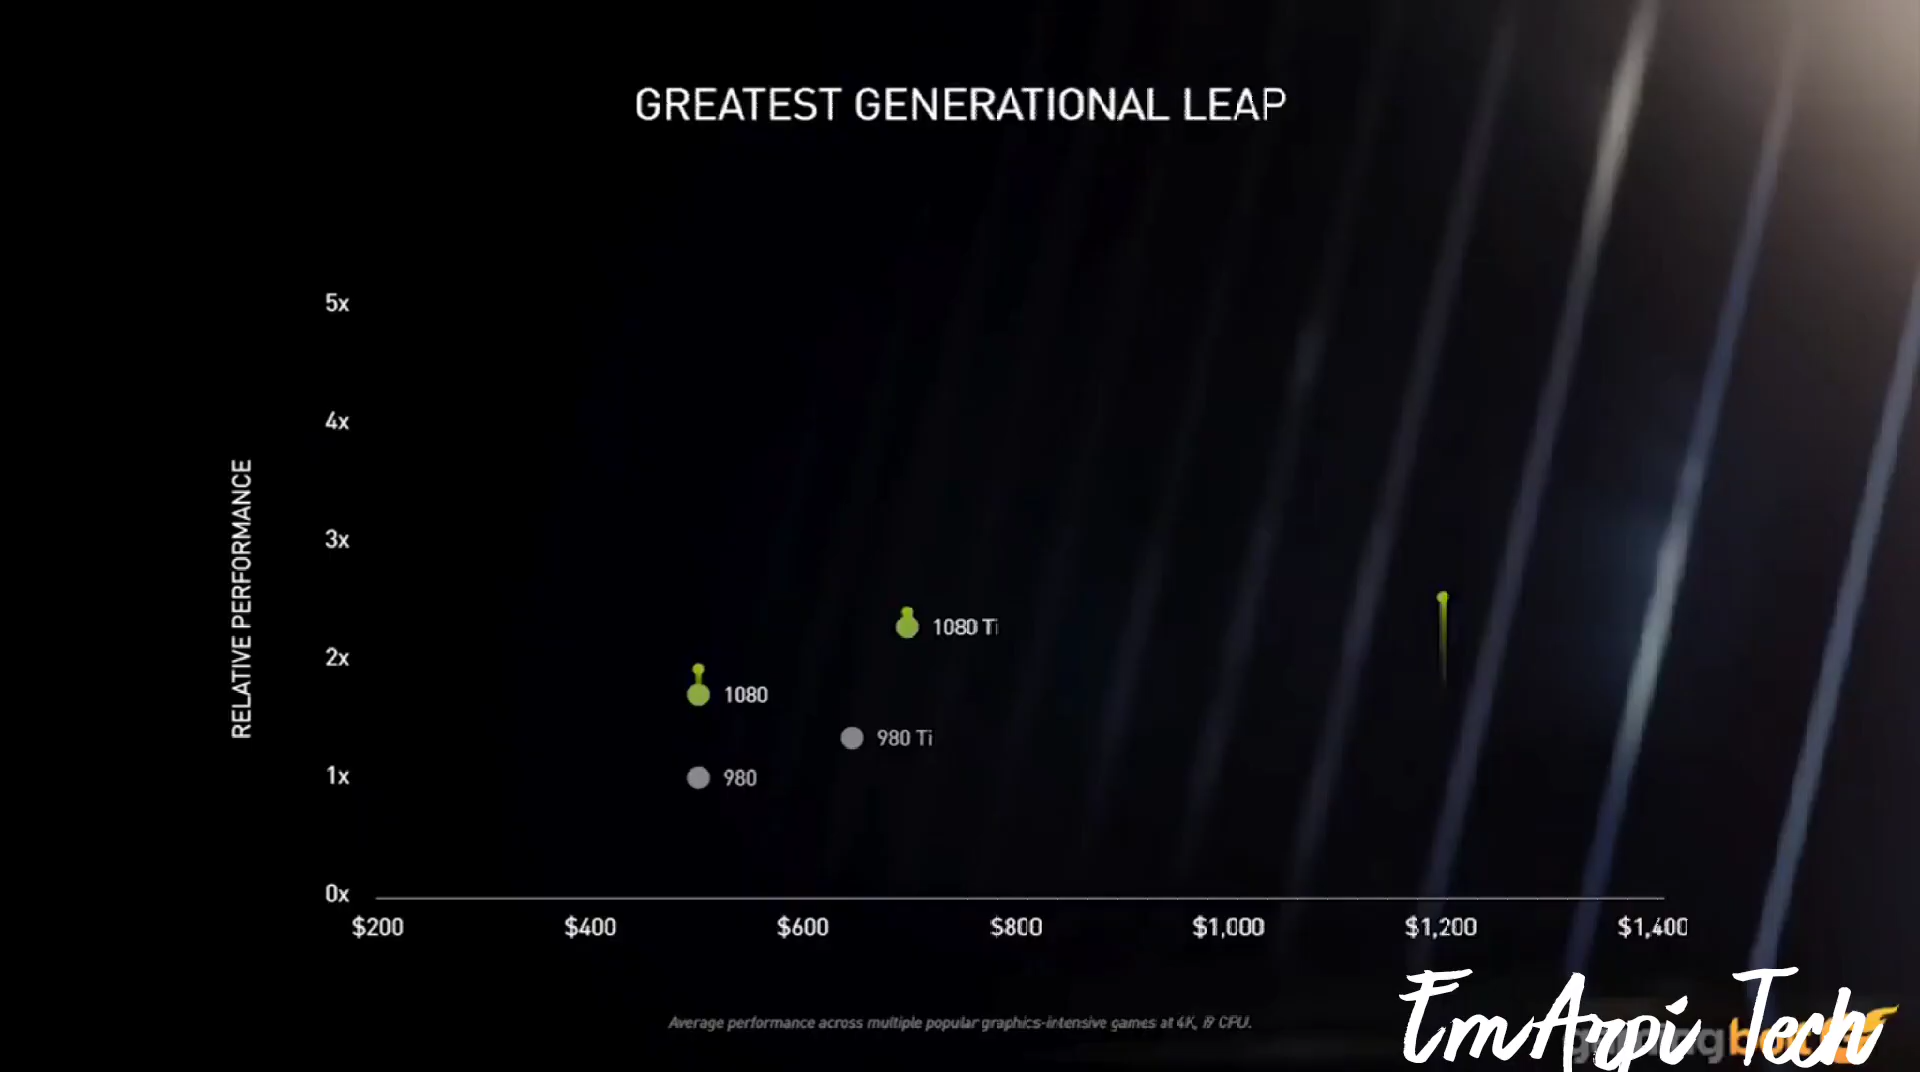 GREATEST GENERATIONAL LEAP
RELATIVE PERFORMANCE
5x
4x
3x
2x
1x
0x
1080 Ti
1080
980 Ti
980
$200 $400 $600 $800 $1,000 $1,200 $1,400
Average performance across multiple popular graphics-intensive games at 4K, i9 CPU.
EmArpi Tech